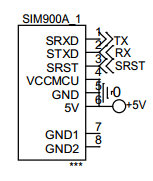 SIM900A_1
SRXD 1 TX
STXD 2 RX
SRST 3 SRST
VCCMCU 4
GND 5 0
5V 6 +5V
GND1 7
GND2 8
***